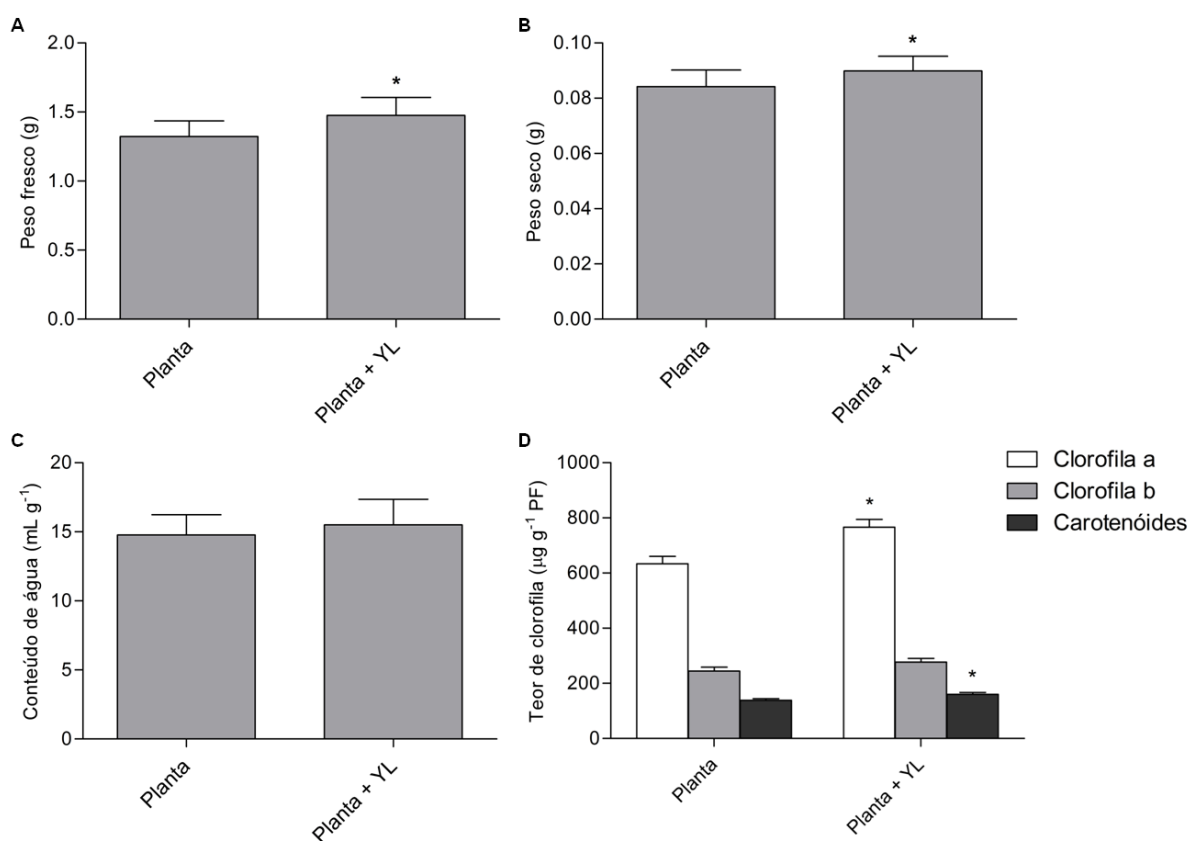 A
Peso fresco (g)
2.0
1.5
1.0
0.5
0.0
*
Planta
Planta + YL
B
Peso seco (g)
0.10
0.08
0.06
0.04
0.02
0.00
*
Planta
Planta + YL
C
Conteúdo de água (mL g⁻¹)
20
15
10
5
0
Planta
Planta + YL
D
Teor de clorofila (µg g⁻¹ PF)
1000
800
600
400
200
0
*
*
Planta
Planta + YL
Clorofila a
Clorofila b
Carotenóides